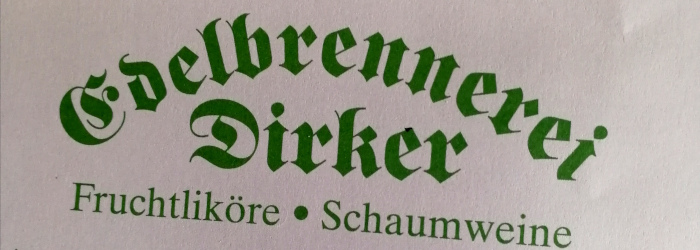 Edelbrennerei
Dirker
Fruchtliköre • Schaumweine